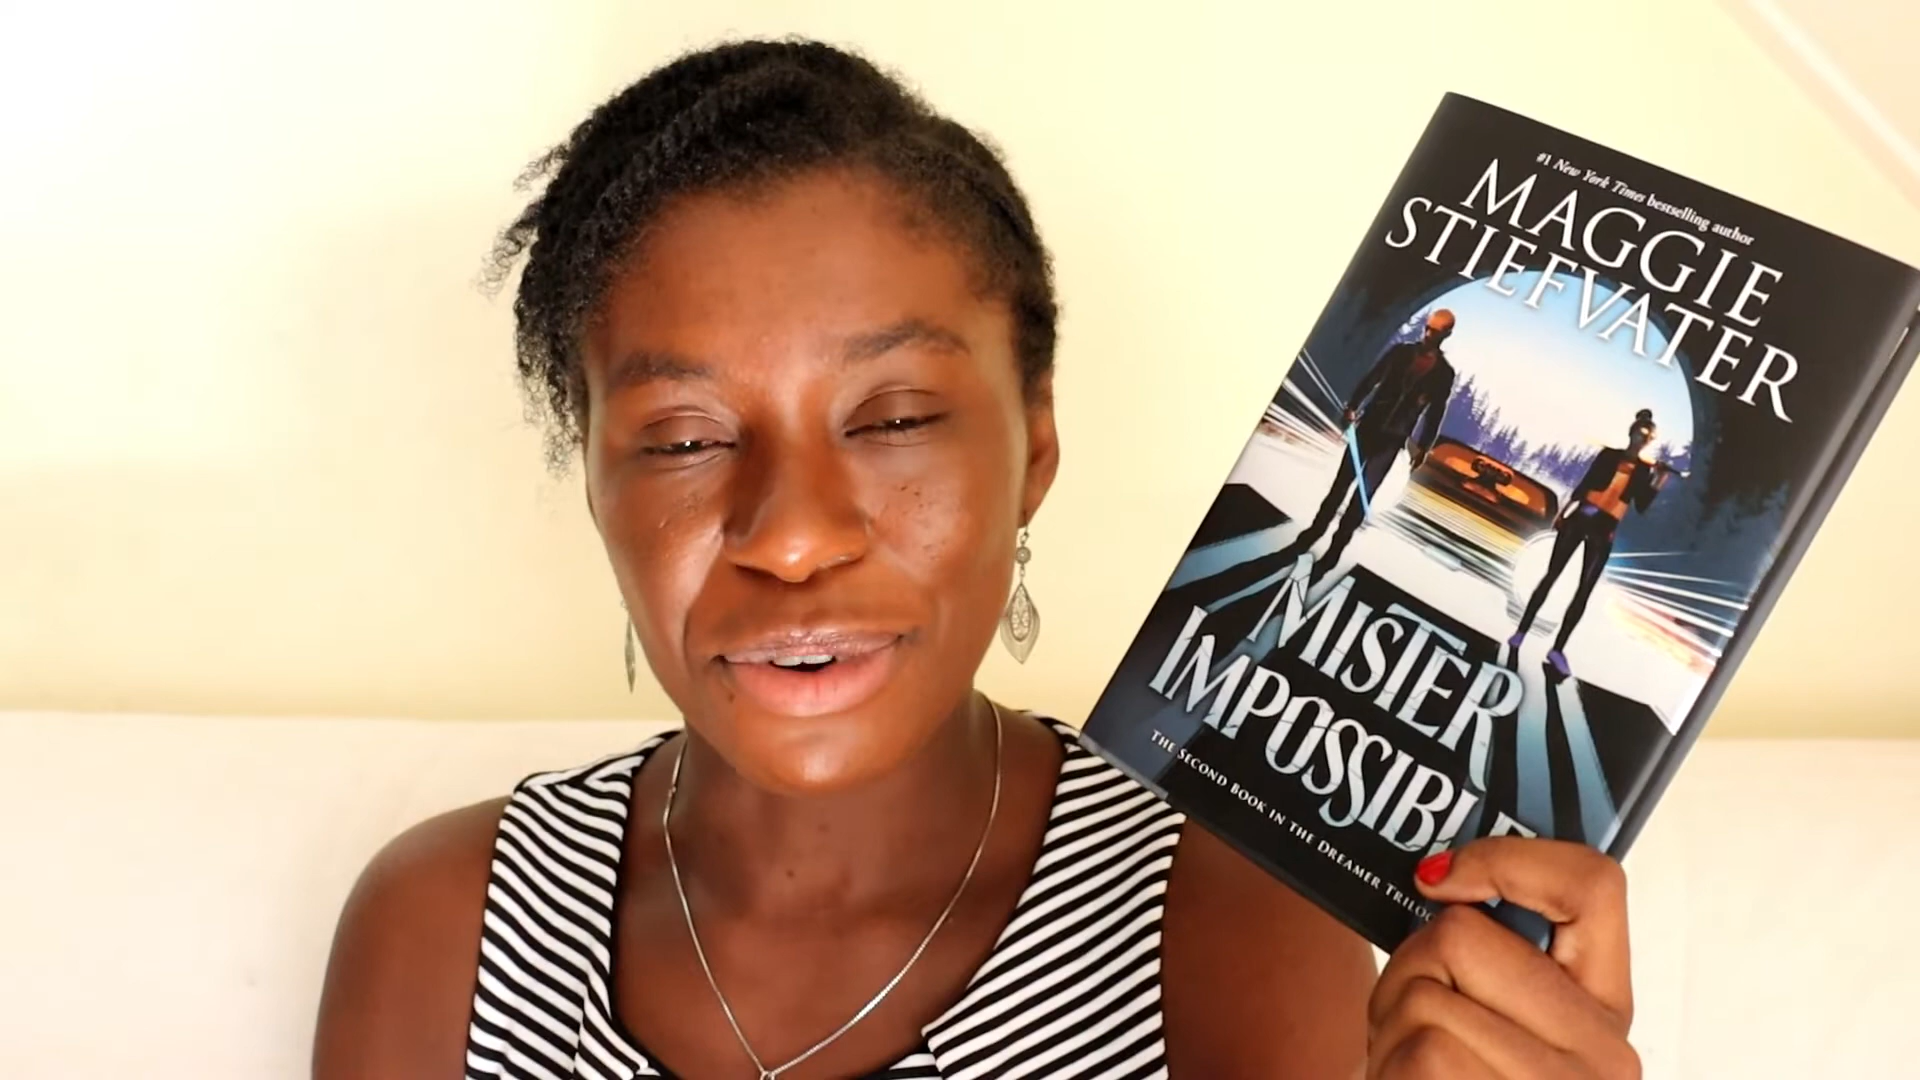 #1 New York Times bestselling author
MAGGIE
STIEFVATER
MISTER
IMPOSSIBLE
THE SECOND BOOK IN THE DREAMER